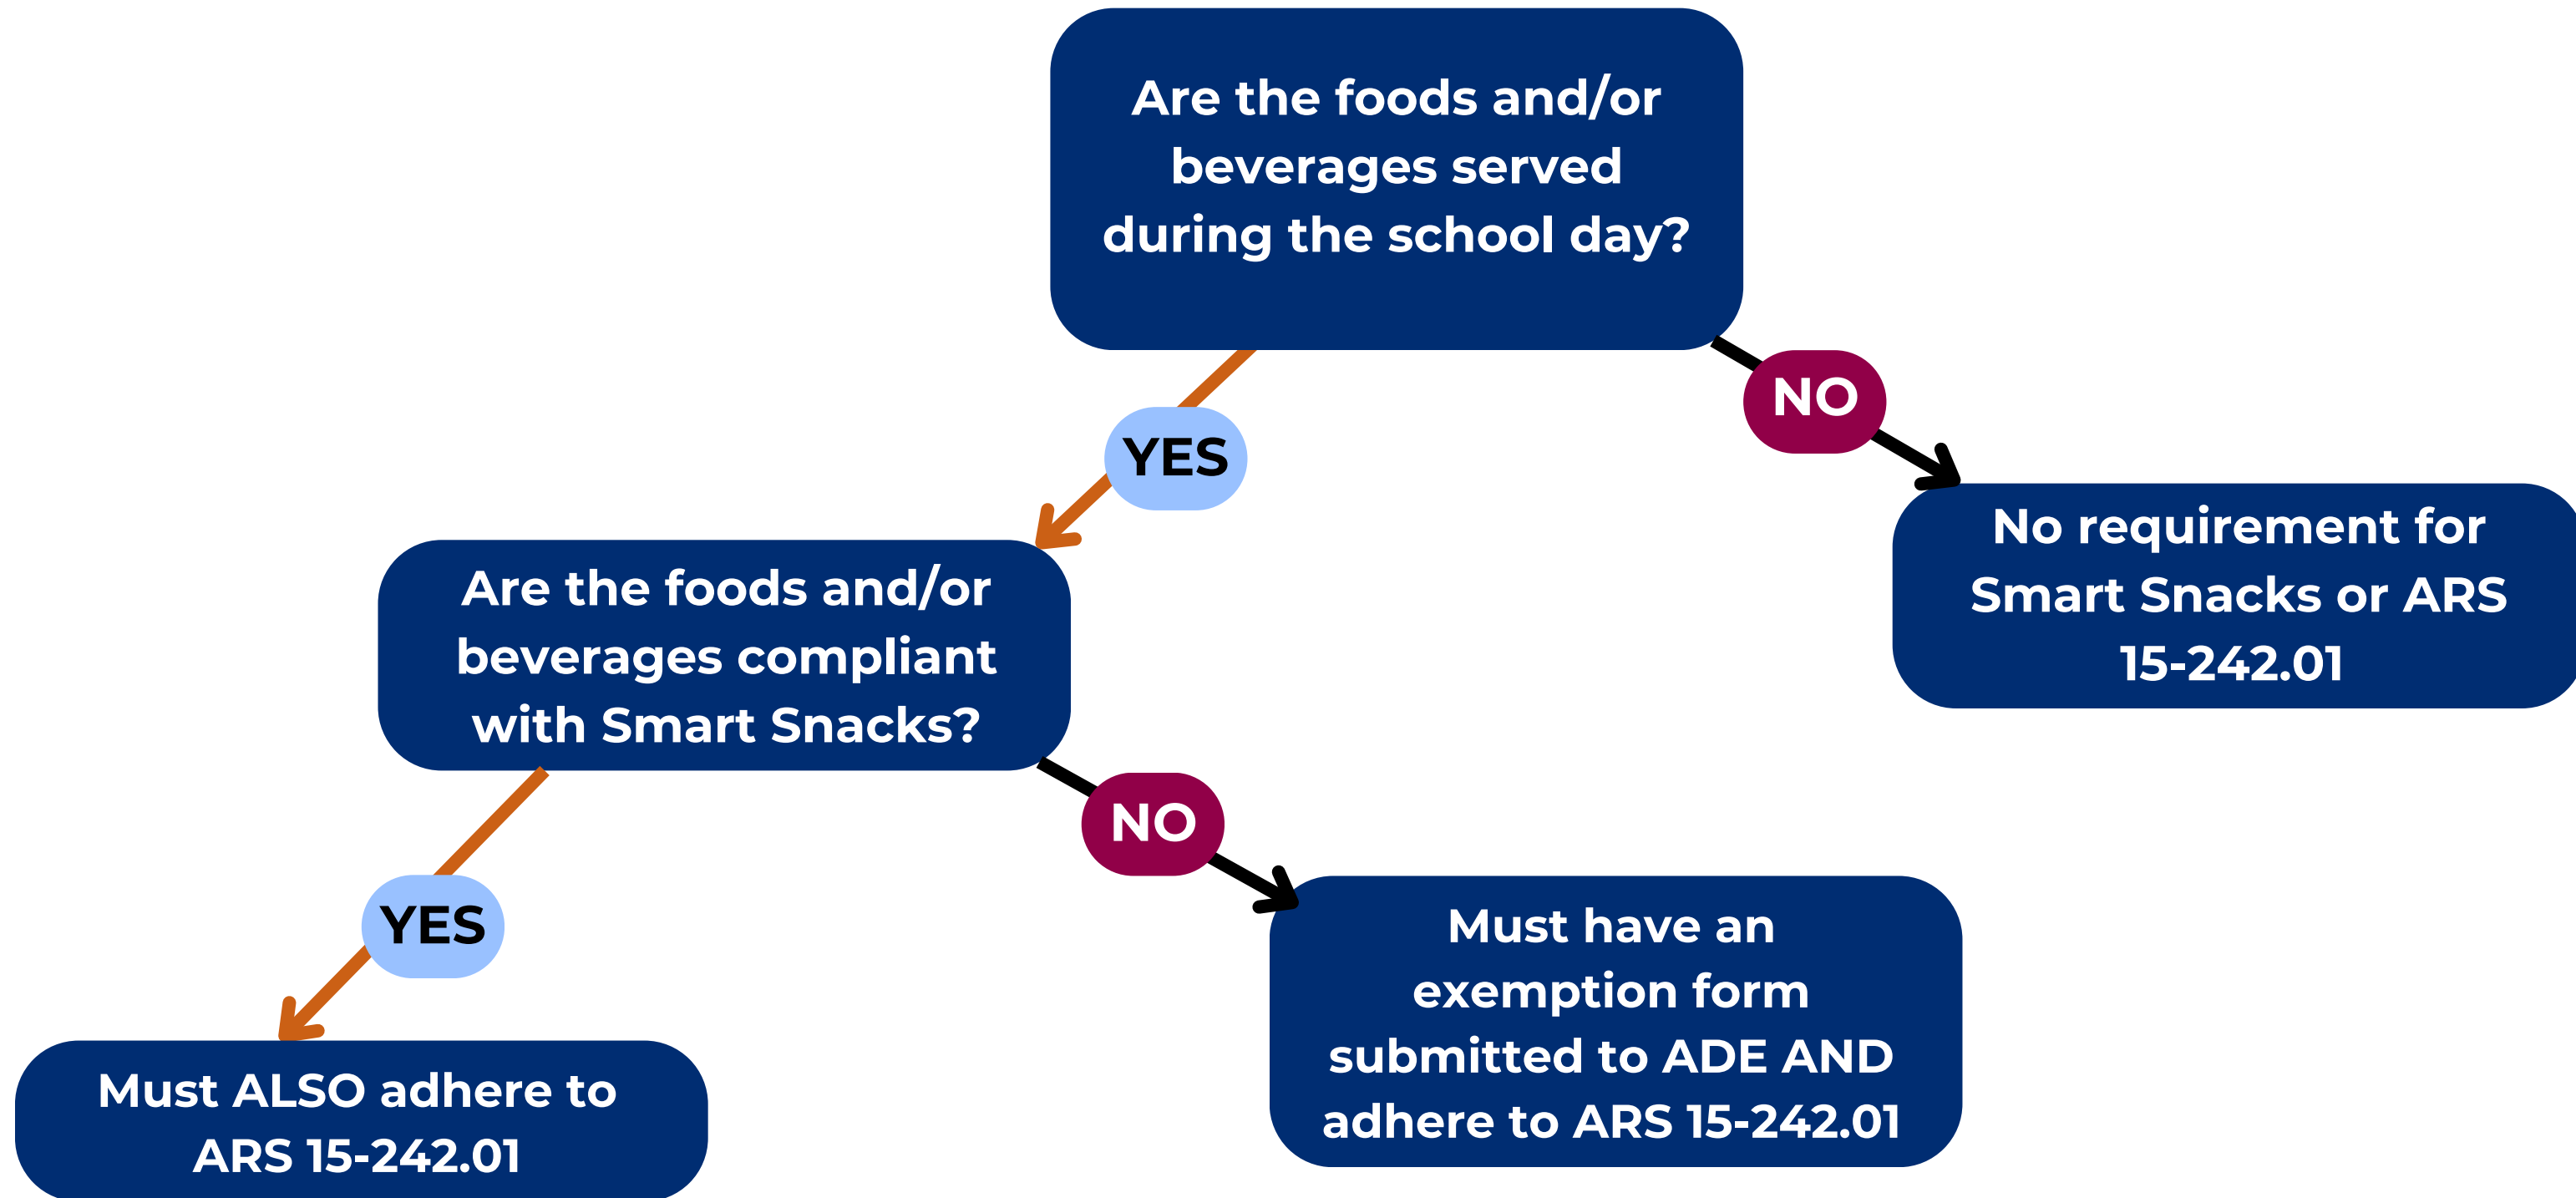 Are the foods and/or
beverages served
during the school day?
NO
YES
No requirement for
Smart Snacks or ARS
15-242.01
Are the foods and/or
beverages compliant
with Smart Snacks?
NO
YES
Must have an
exemption form
submitted to ADE AND
adhere to ARS 15-242.01
Must ALSO adhere to
ARS 15-242.01